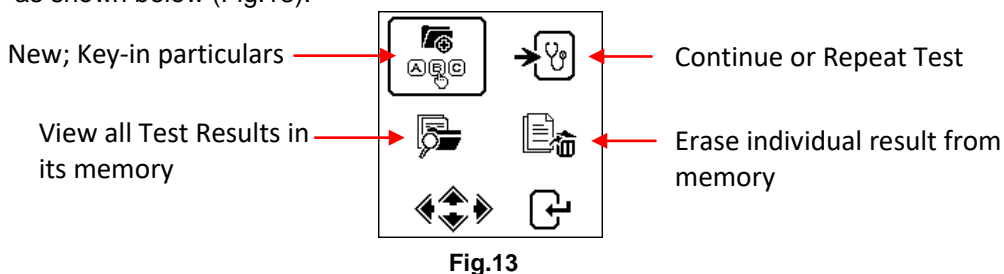 as shown below (Fig.13).
New; Key-in particulars
A B C
Continue or Repeat Test
View all Test Results in
its memory
Erase individual result from
memory
Fig.13